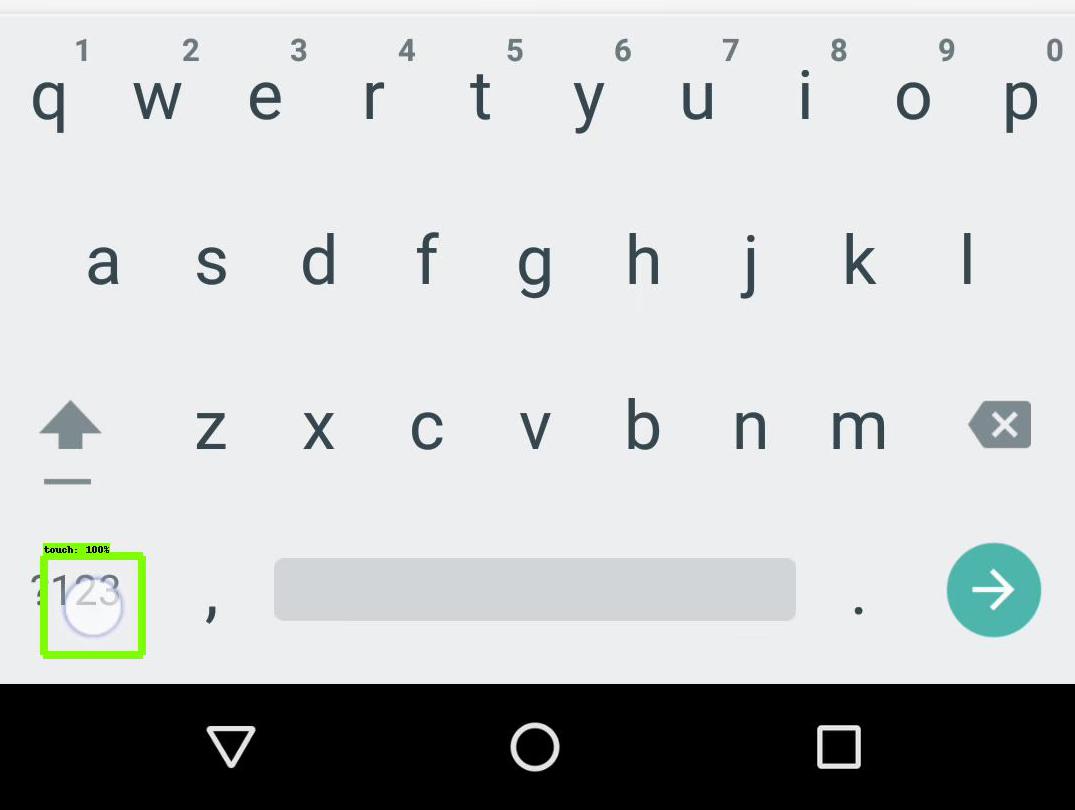 1 2 3 4 5 6 7 8 9 0
q w e r t y u i o p
a s d f g h j k l
z x c v b n m
touch: 100%
?123 , .